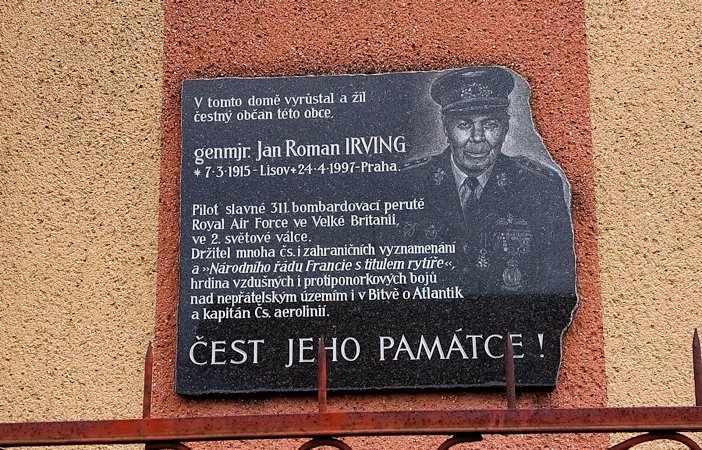 V tomto domě vyrůstal a žil
čestný občan této obce.
genmjr. Jan Roman IRVING
* 7·3·1915 - Lisov + 24·4·1997-Praha.
Pilot slavné 311. bombardovací perutě
Royal Air Force ve Velké Britanii,
ve 2. světové válce.
Držitel mnoha čs. i zahraničních vyznamenání
a »Národního řádu Francie s titulem rytíře«,
hrdina vzdušných i protiponorkových bojů
nad nepřátelským územím i v Bitvě o Atlantik
a kapitán Čs. aerolinií.
ČEST JEHO PAMÁTCE !